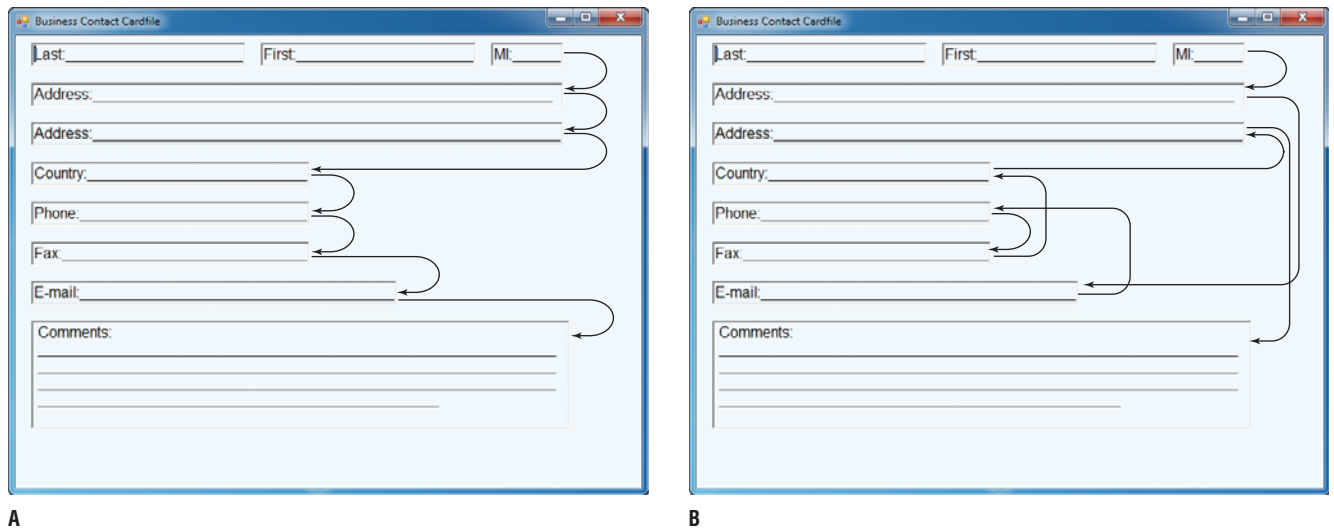 Business Contact Cardfile
Last:
First:
MI:
Address:
Address:
Country:
Phone:
Fax:
E-mail:
Comments:
A
Business Contact Cardfile
Last:
First:
MI:
Address:
Address:
Country:
Phone:
Fax:
E-mail:
Comments:
B